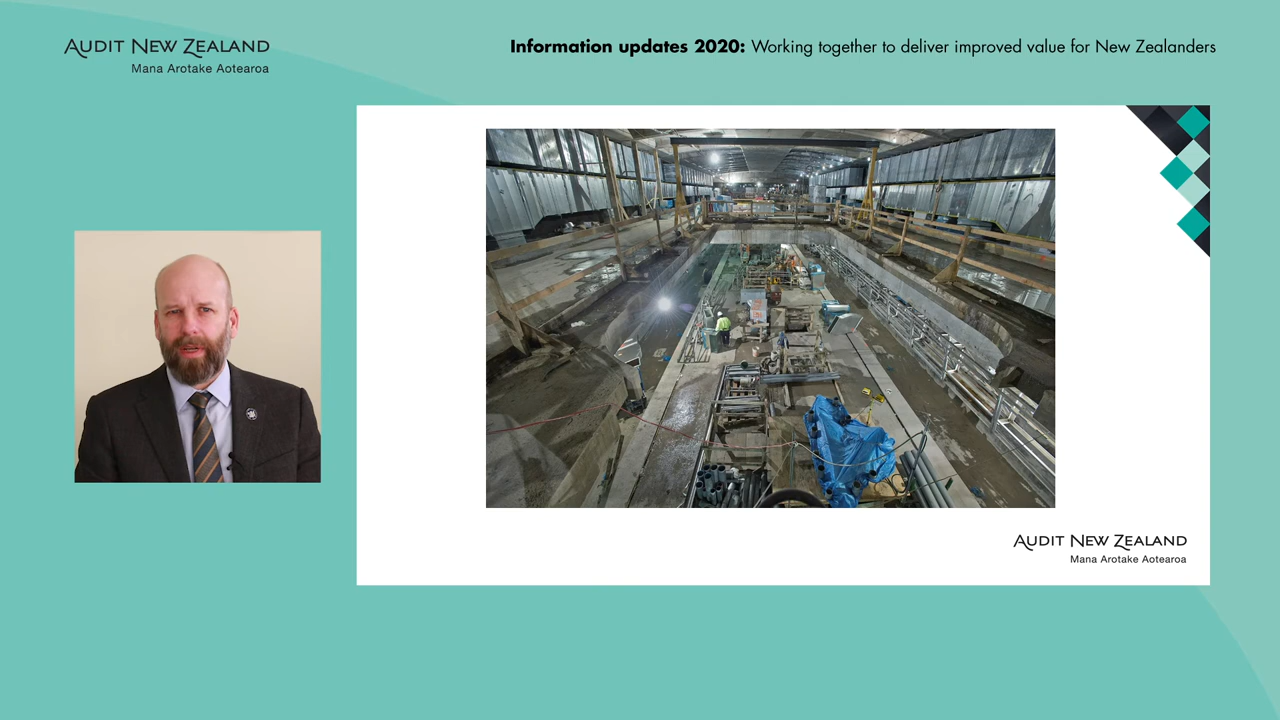 AUDIT NEW ZEALAND
Mana Arotake Aotearoa
Information updates 2020: Working together to deliver improved value for New Zealanders
AUDIT NEW ZEALAND
Mana Arotake Aotearoa